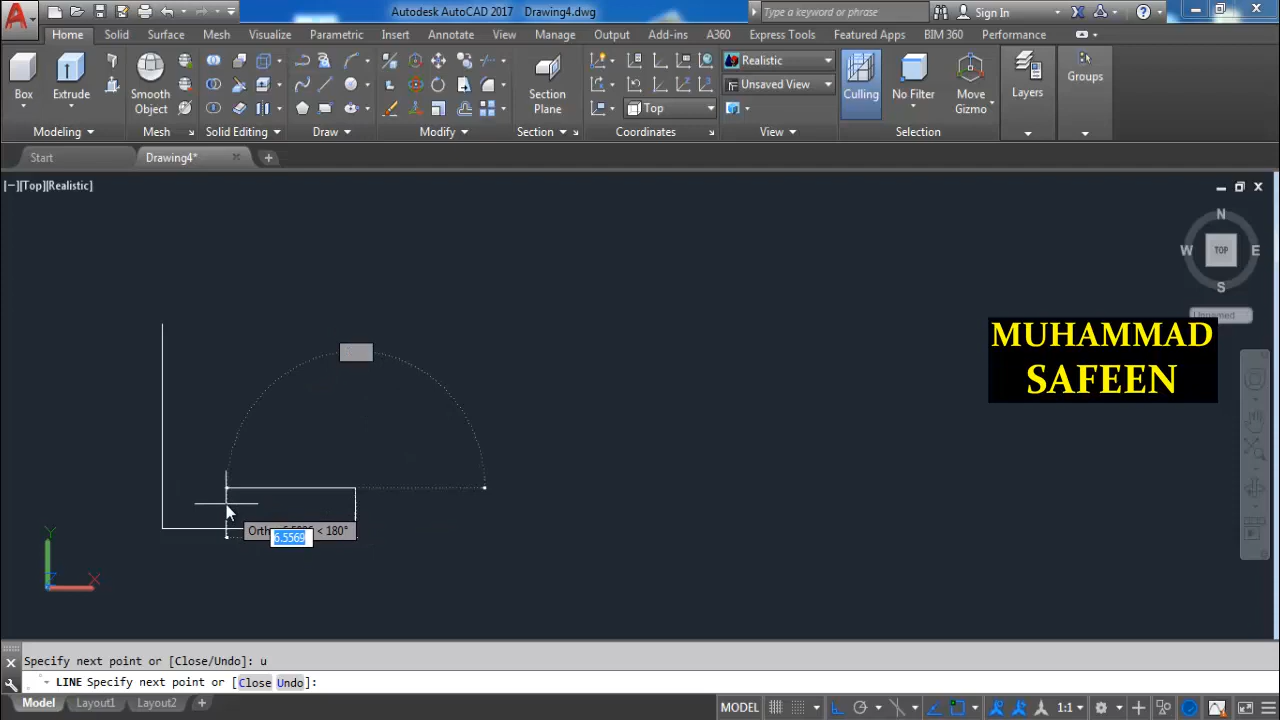 Autodesk AutoCAD 2017 Drawing4.dwg
Type a keyword or phrase
Sign In
Home Solid Surface Mesh Visualize Parametric Insert Annotate View Manage Output Add-ins A360 Express Tools Featured Apps BIM 360 Performance
Box
Extrude
Smooth Object
Section Plane
Realistic
Unsaved View
Top
Culling
No Filter
Move Gizmo
Layers
Groups
Modeling Mesh Solid Editing Draw Modify Section Coordinates View Selection
Start Drawing4*
[−][Top][Realistic]
N
W TOP E
S
Unnamed
MUHAMMAD
SAFEEN
< 180°
6.5569
Y
X
Specify next point or [Close/Undo]: u
LINE Specify next point or [Close Undo]:
Model Layout1 Layout2 +
MODEL 1:1